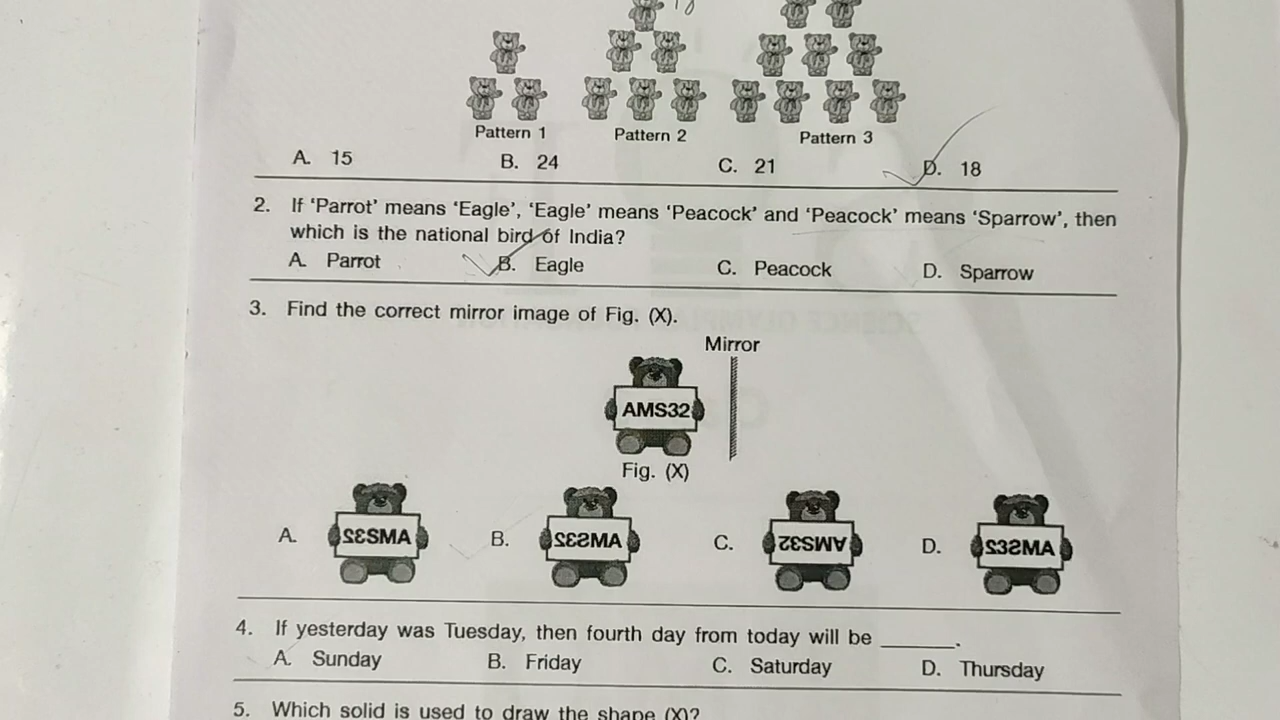 Pattern 1 Pattern 2 Pattern 3
A. 15 B. 24 C. 21 D. 18
2. If ‘Parrot’ means ‘Eagle’, ‘Eagle’ means ‘Peacock’ and ‘Peacock’ means ‘Sparrow’, then
which is the national bird of India?
A. Parrot B. Eagle C. Peacock D. Sparrow
3. Find the correct mirror image of Fig. (X).
Mirror
AMS32
Fig. (X)
A. B. C. D.
4. If yesterday was Tuesday, then fourth day from today will be ______.
A. Sunday B. Friday C. Saturday D. Thursday
5. Which solid is used to draw the shape (X)?